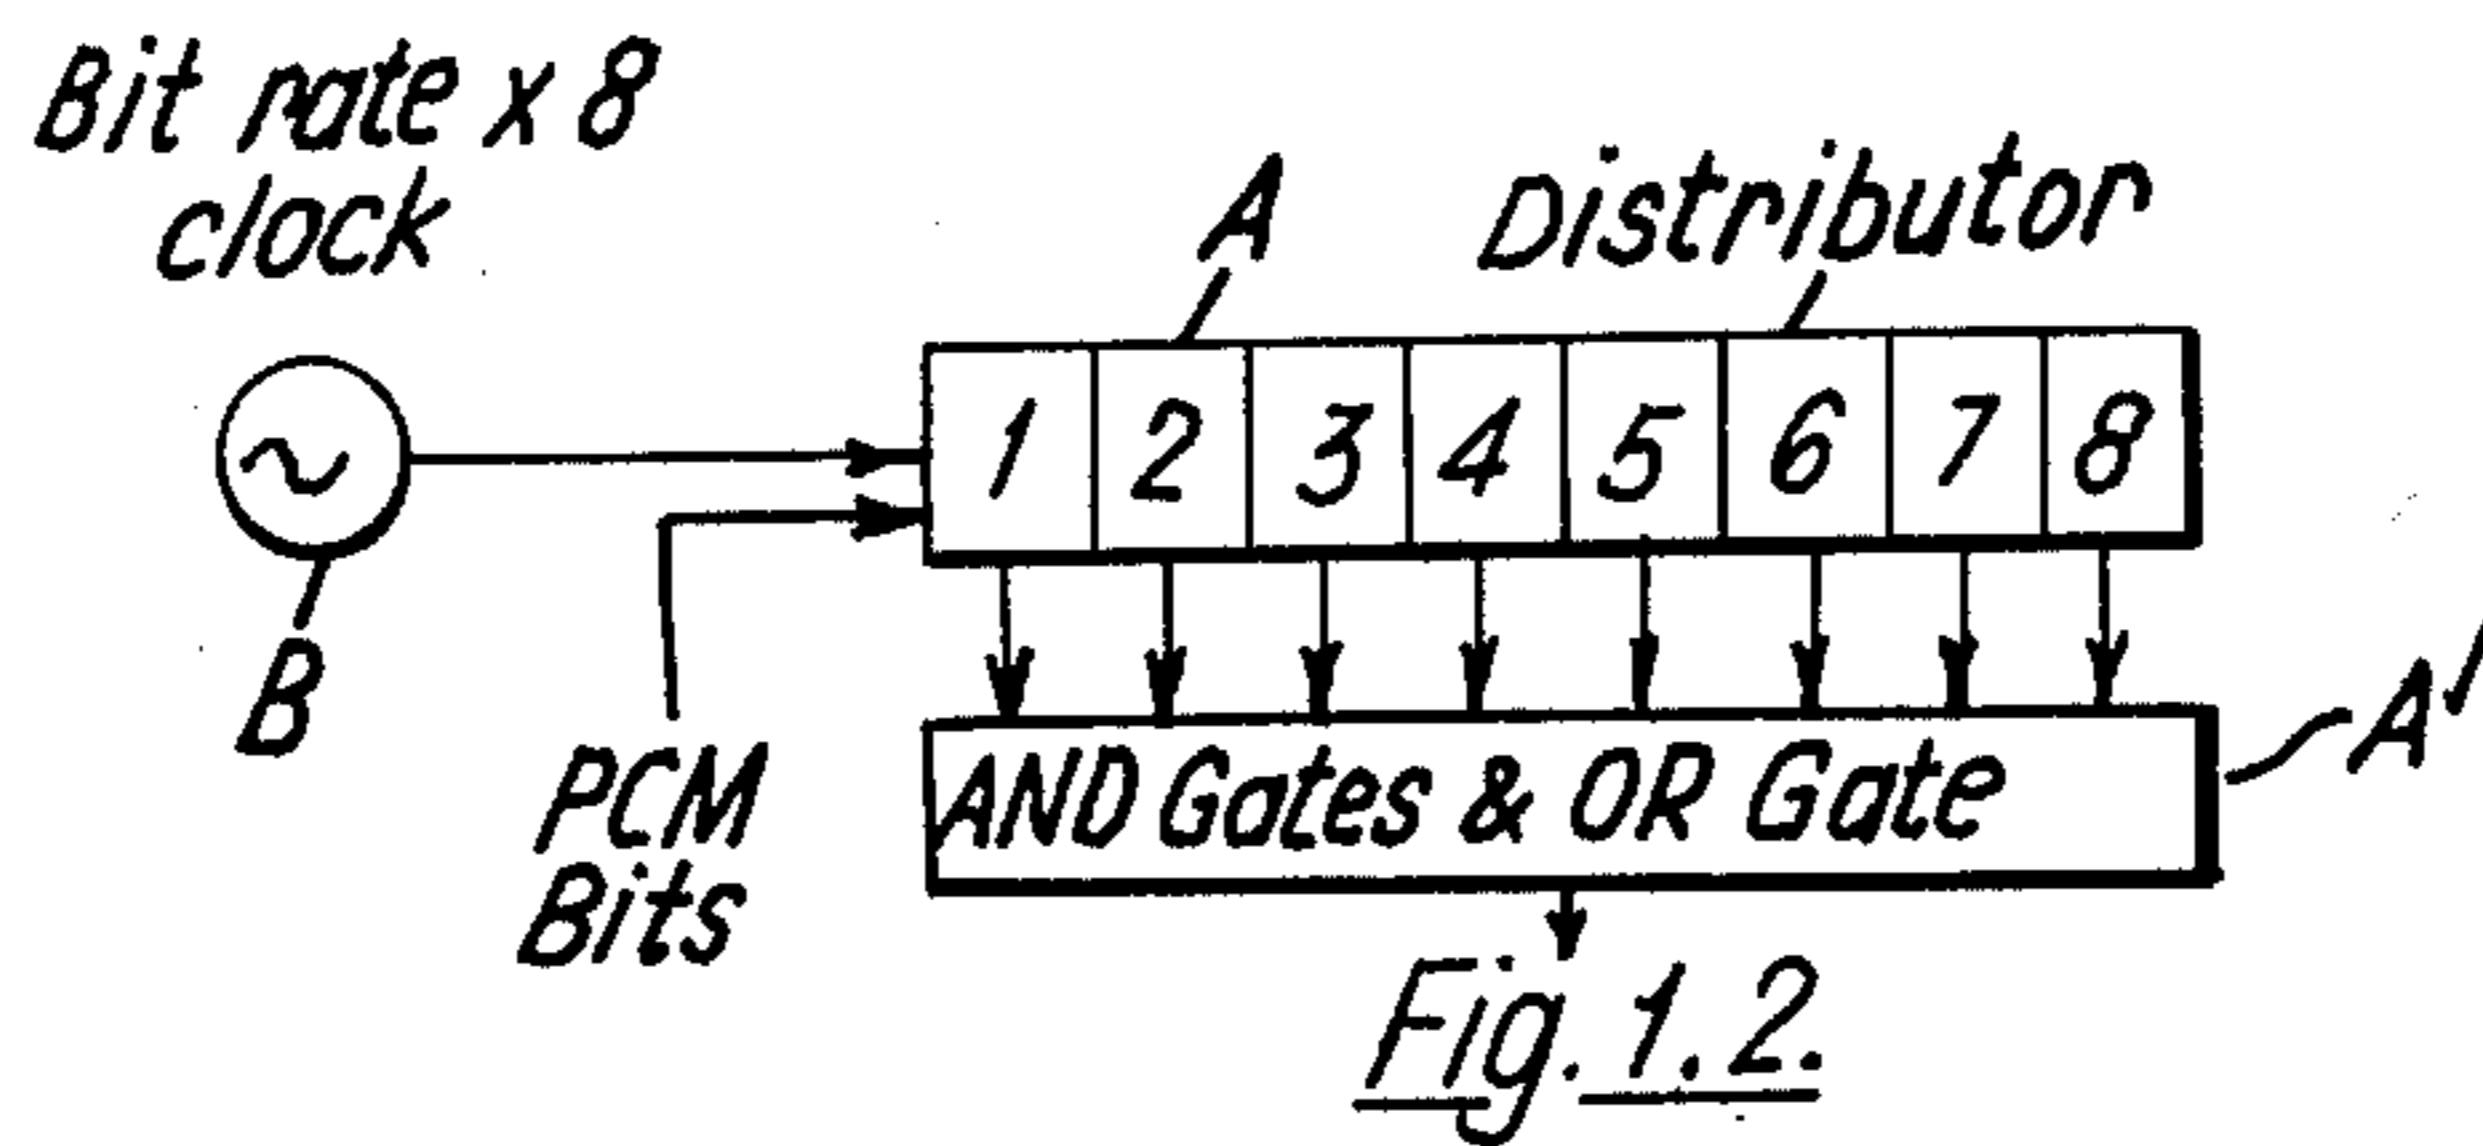 Bit rate x 8
clock
A
Distributor
1 2 3 4 5 6 7 8
B
PCM
Bits
AND Gates & OR Gate
A'
Fig. 1.2.